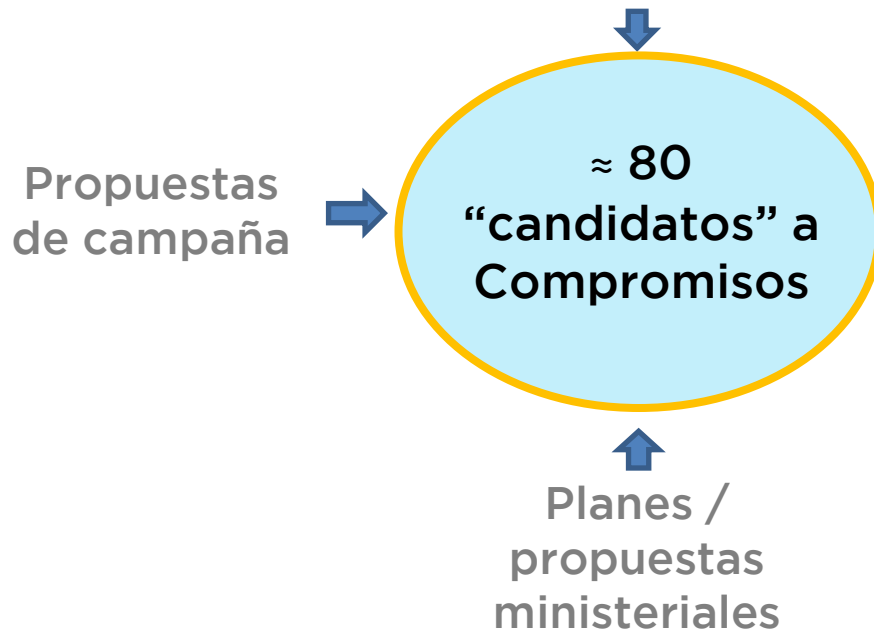 Propuestas
de campaña
≈ 80
“candidatos” a
Compromisos
Planes /
propuestas
ministeriales